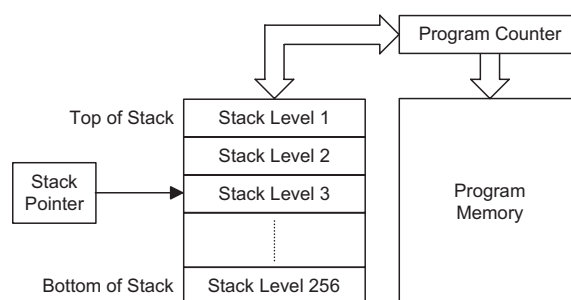 Program Counter
Top of Stack
Stack Level 1
Stack Level 2
Stack
Pointer
Stack Level 3
Program
Memory
Bottom of Stack
Stack Level 256